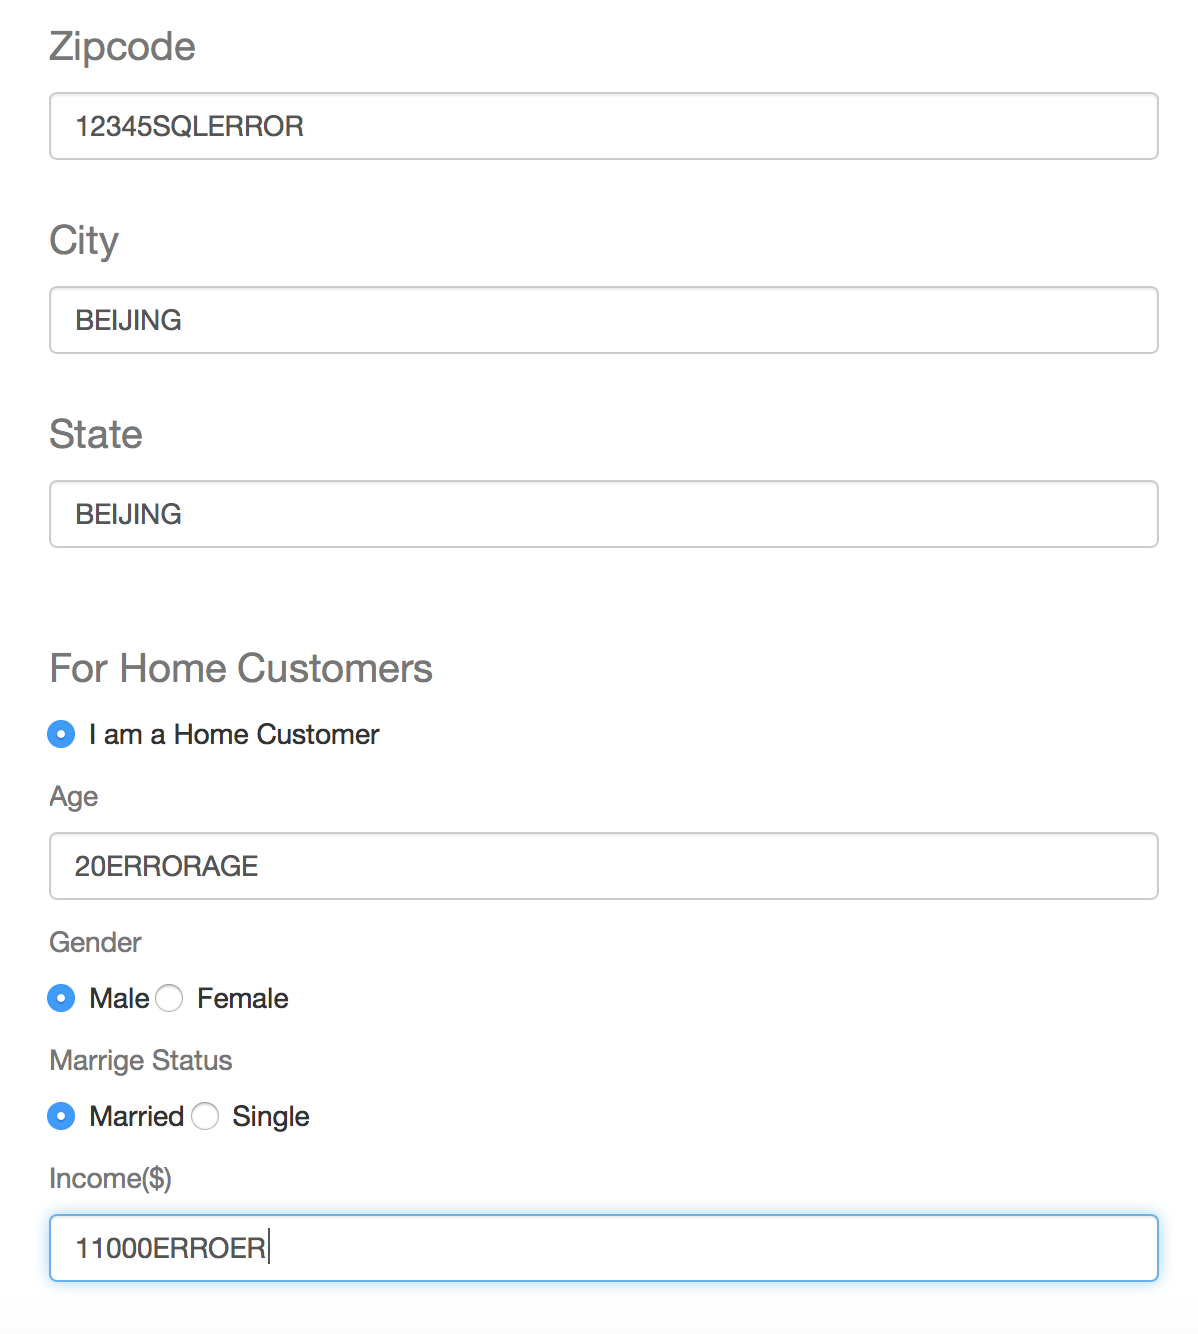 Zipcode
12345SQLERROR
City
BEIJING
State
BEIJING
For Home Customers
I am a Home Customer
Age
20ERRORAGE
Gender
Male Female
Marrige Status
Married Single
Income($)
11000ERROER